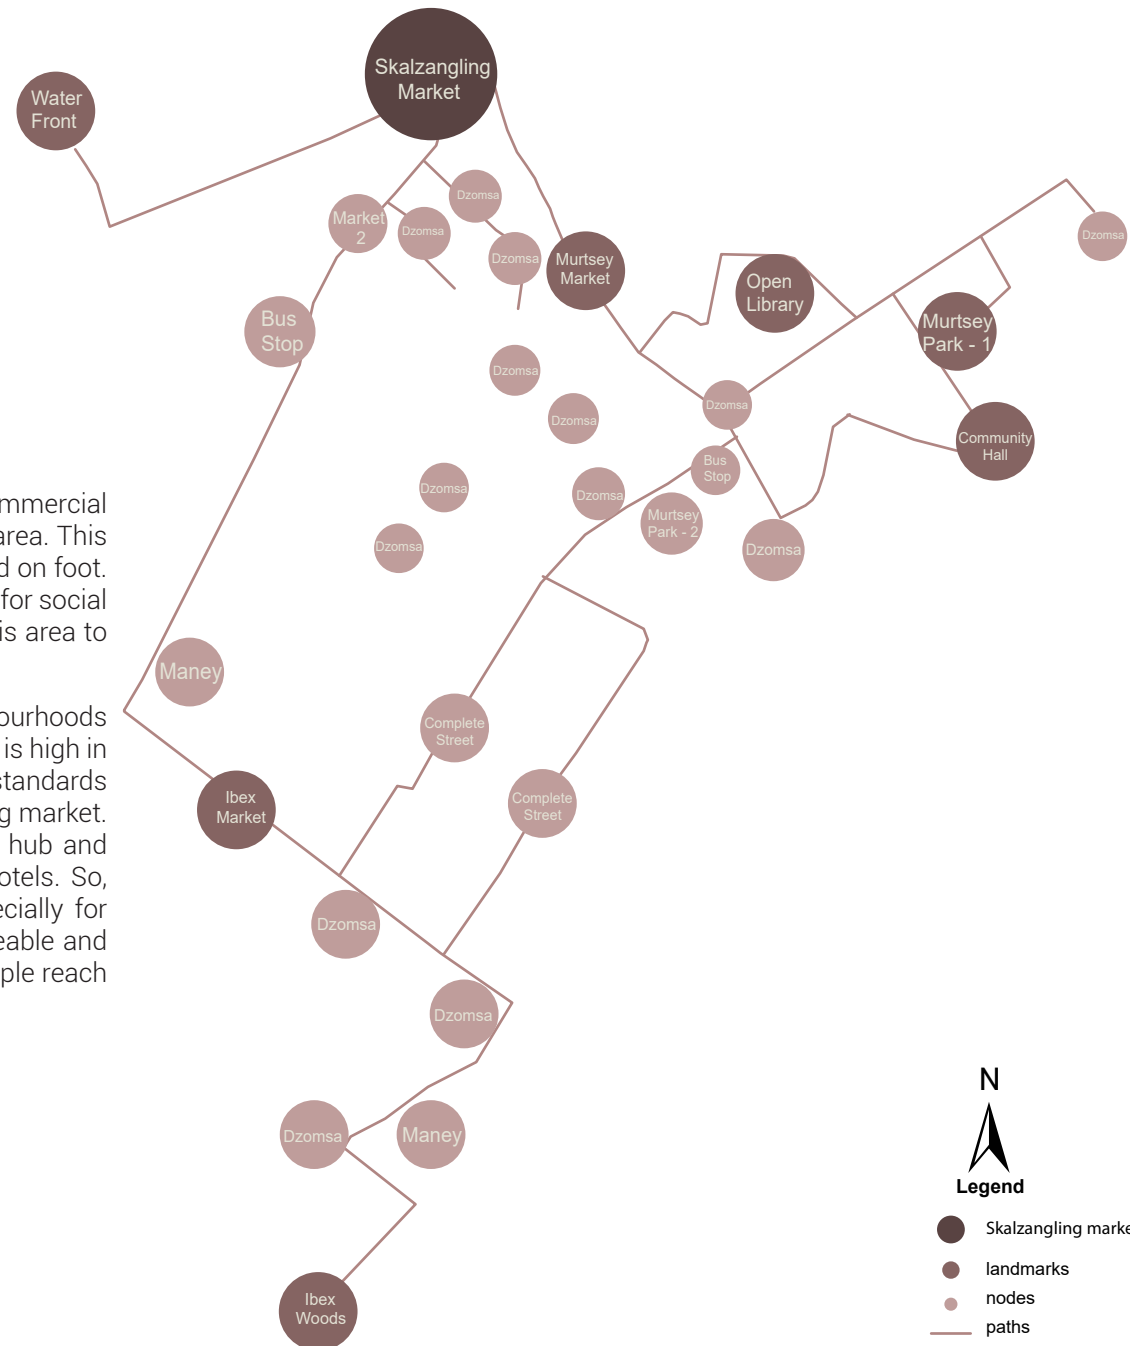 Skalzangling
Market
Water
Front
Dzomsa
Market
2
Dzomsa
Dzomsa
Murtsey
Market
Dzomsa
Open
Library
Bus
Stop
Murtsey
Park - 1
Dzomsa
Dzomsa
Dzomsa
Community
Hall
Bus
Stop
Dzomsa
Dzomsa
Murtsey
Park - 2
Dzomsa
Dzomsa
mmercial
area. This
d on foot.
for social
is area to
Maney
ourhoods
is high in
standards
g market.
hub and
otels. So,
ecially for
eable and
ple reach
Complete
Street
Ibex
Market
Complete
Street
Dzomsa
Dzomsa
Dzomsa
Maney
Ibex
Woods
N
Legend
Skalzangling marke
landmarks
nodes
paths